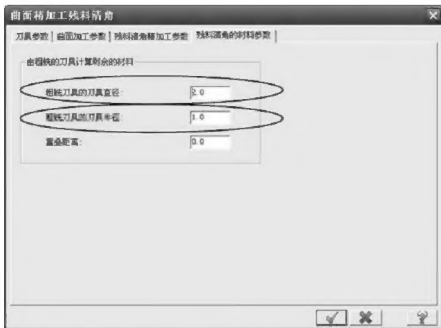 曲面精加工残料清角
刀具参数 曲面加工参数 残料清角精加工参数 残料清角的材料参数
由粗铣的刀具计算剩余的材料
粗铣刀具的刀具直径: 2.0
粗铣刀具的刀具半径: 1.0
重叠距离: 0.0